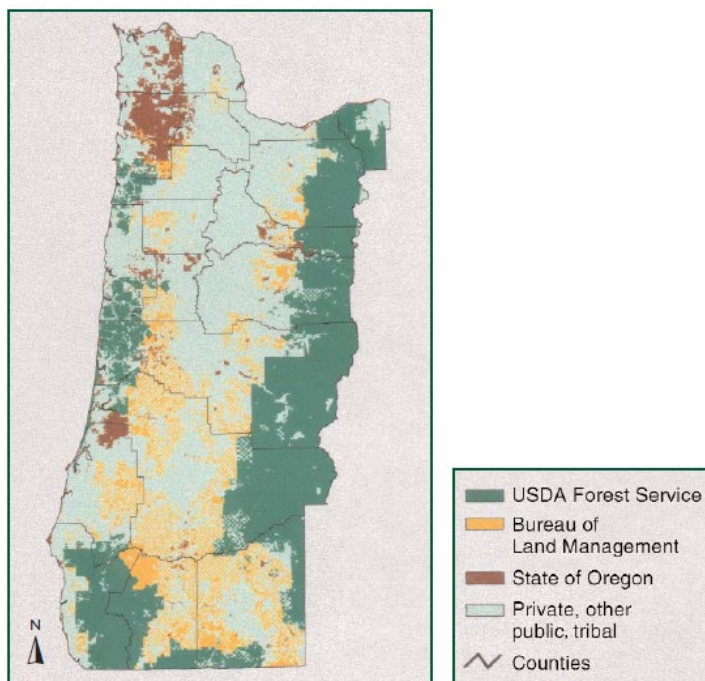 N
USDA Forest Service
Bureau of
Land Management
State of Oregon
Private, other
public, tribal
Counties